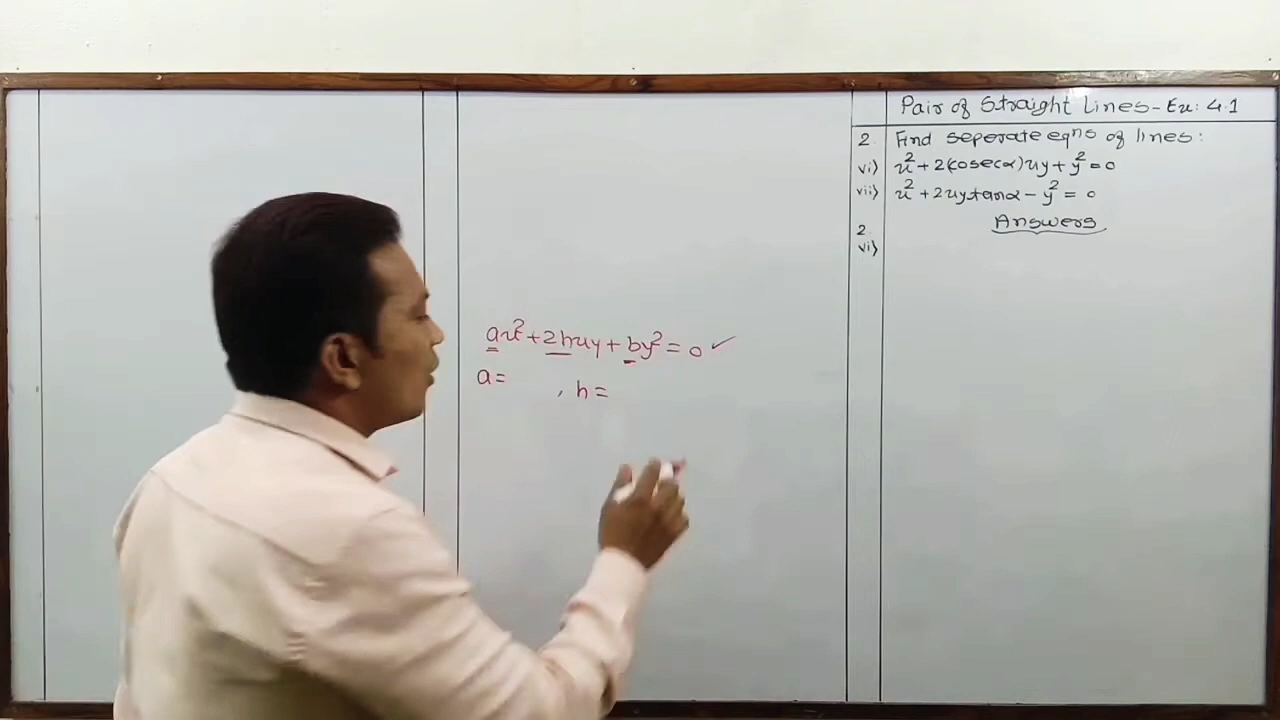 ax² + 2hxy + by² = 0 ✓
a= , h =
Pair of Straight Lines - Ex: 4.1
2. Find seperate eqns of lines:
vi) x² + 2(cosecα)xy + y² = 0
vii) x² + 2xytanα - y² = 0
Answers
2.
vi)